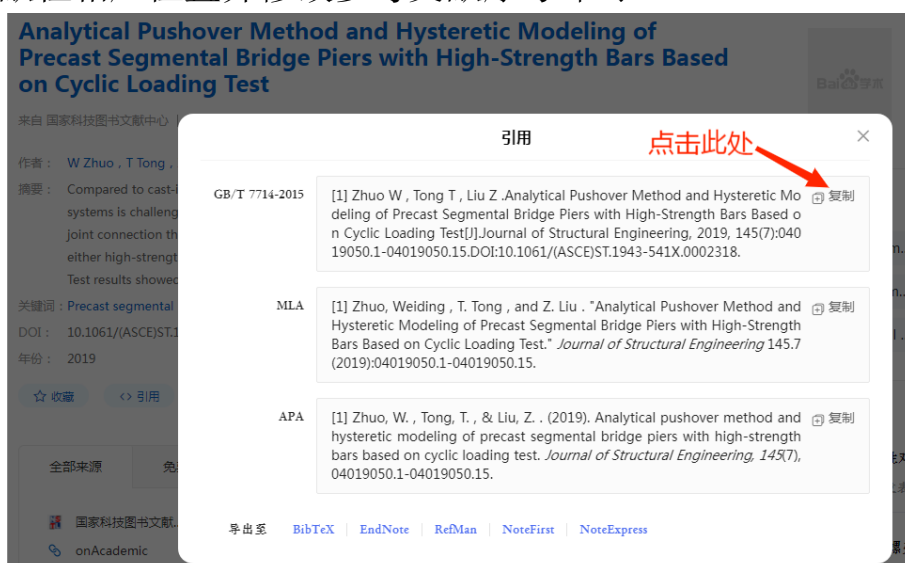 Analytical Pushover Method and Hysteretic Modeling of
Precast Segmental Bridge Piers with High-Strength Bars Based
on Cyclic Loading Test
Bai 学术
来自 国家科技图书文献中心
引用
点击此处
作者： W Zhuo , T Tong ,
摘要： Compared to cast-i
systems is challeng
joint connection th
either high-strengt
Test results showed
关键词：Precast segmental
DOI： 10.1061/(ASCE)ST.1
年份： 2019
收藏 <> 引用
全部来源 免
国家科技图书文献..
onAcademic
GB/T 7714-2015
[1] Zhuo W , Tong T , Liu Z .Analytical Pushover Method and Hysteretic Mo
deling of Precast Segmental Bridge Piers with High-Strength Bars Based o
n Cyclic Loading Test[J].Journal of Structural Engineering, 2019, 145(7):040
19050.1-04019050.15.DOI:10.1061/(ASCE)ST.1943-541X.0002318.
复制
MLA
[1] Zhuo, Weiding , T. Tong , and Z. Liu . "Analytical Pushover Method and
Hysteretic Modeling of Precast Segmental Bridge Piers with High-Strength
Bars Based on Cyclic Loading Test." Journal of Structural Engineering 145.7
(2019):04019050.1-04019050.15.
复制
APA
[1] Zhuo, W. , Tong, T. , & Liu, Z. . (2019). Analytical pushover method and
hysteretic modeling of precast segmental bridge piers with high-strength
bars based on cyclic loading test. Journal of Structural Engineering, 145(7),
04019050.1-04019050.15.
复制
导出至 BibTeX EndNote RefMan NoteFirst NoteExpress